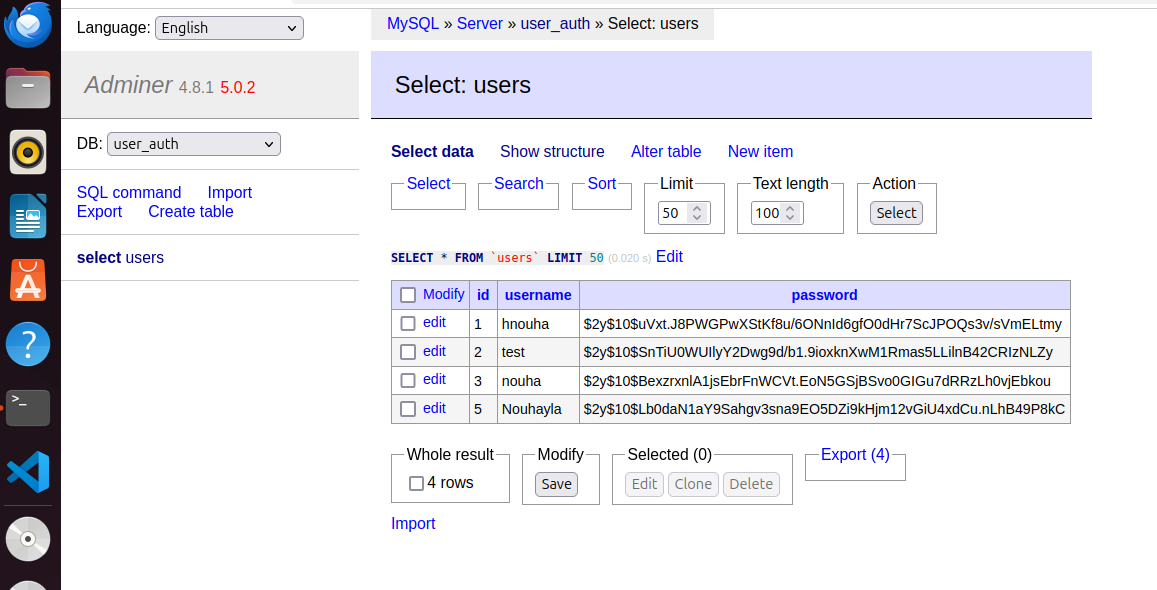 Language: English
MySQL » Server » user_auth » Select: users
Adminer 4.8.1 5.0.2
Select: users
DB: user_auth
SQL command Import
Export Create table
select users
Select data Show structure Alter table New item
Select Search Sort Limit Text length Action
50 100 Select
SELECT * FROM `users` LIMIT 50 (0.020 s) Edit
Modify id username password
edit 1 hnouha $2y$10$uVxt.J8PWGPwXStKf8u/6ONnId6gfO0dHr7ScJPOQs3v/sVmELtmy
edit 2 test $2y$10$SnTiU0WUIlyY2Dwg9d/b1.9ioxknXwM1Rmas5LLilnB42CRIzNLZy
edit 3 nouha $2y$10$BexzrxnlA1jsEbrFnWCVt.EoN5GSjBSvo0GIGu7dRRzLh0vjEbkou
edit 5 Nouhayla $2y$10$Lb0daN1aY9Sahgv3sna9EO5DZi9kHjm12vGiU4xdCu.nLhB49P8kC
Whole result Modify Selected (0) Export (4)
4 rows Save Edit Clone Delete
Import